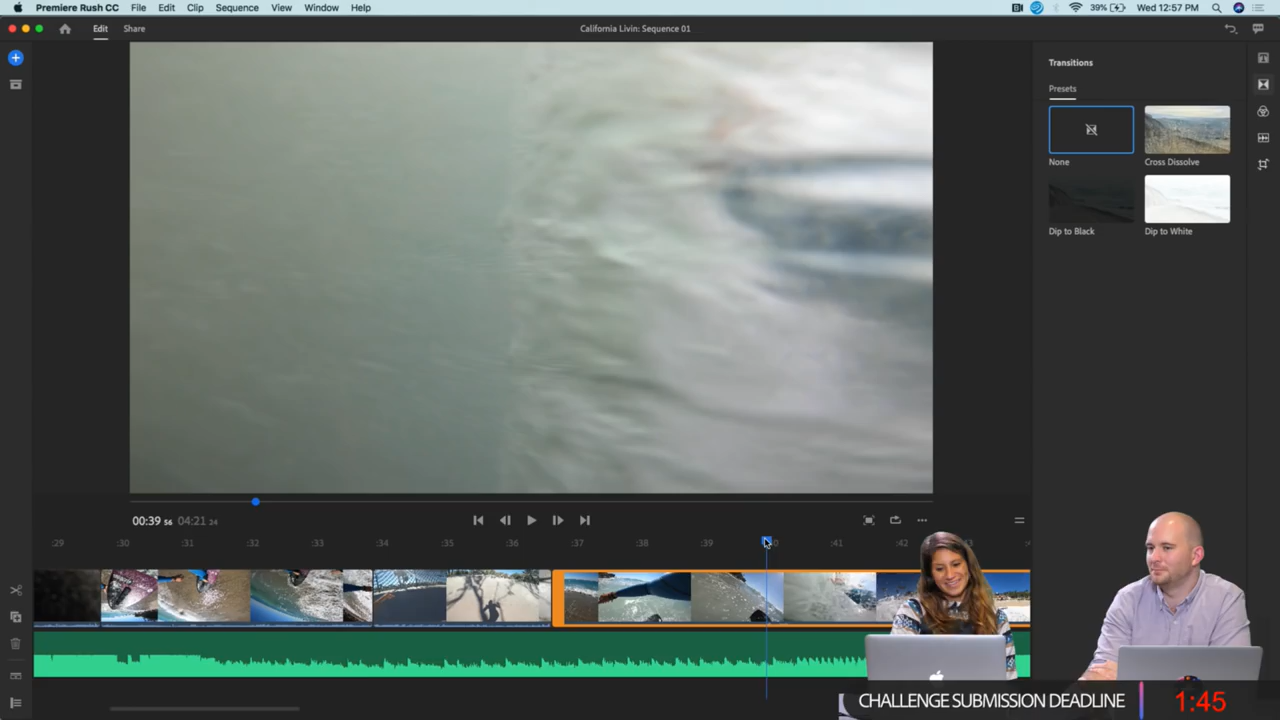 Premiere Rush CC File Edit Clip Sequence View Window Help 39% Wed 12:57 PM
Edit Share California Livin: Sequence 01
Transitions
Presets
None Cross Dissolve
Dip to Black Dip to White
00:39 56 04:21 24
:29 :30 :31 :32 :33 :34 :35 :36 :37 :38 :39 :41 :42
CHALLENGE SUBMISSION DEADLINE 1:45